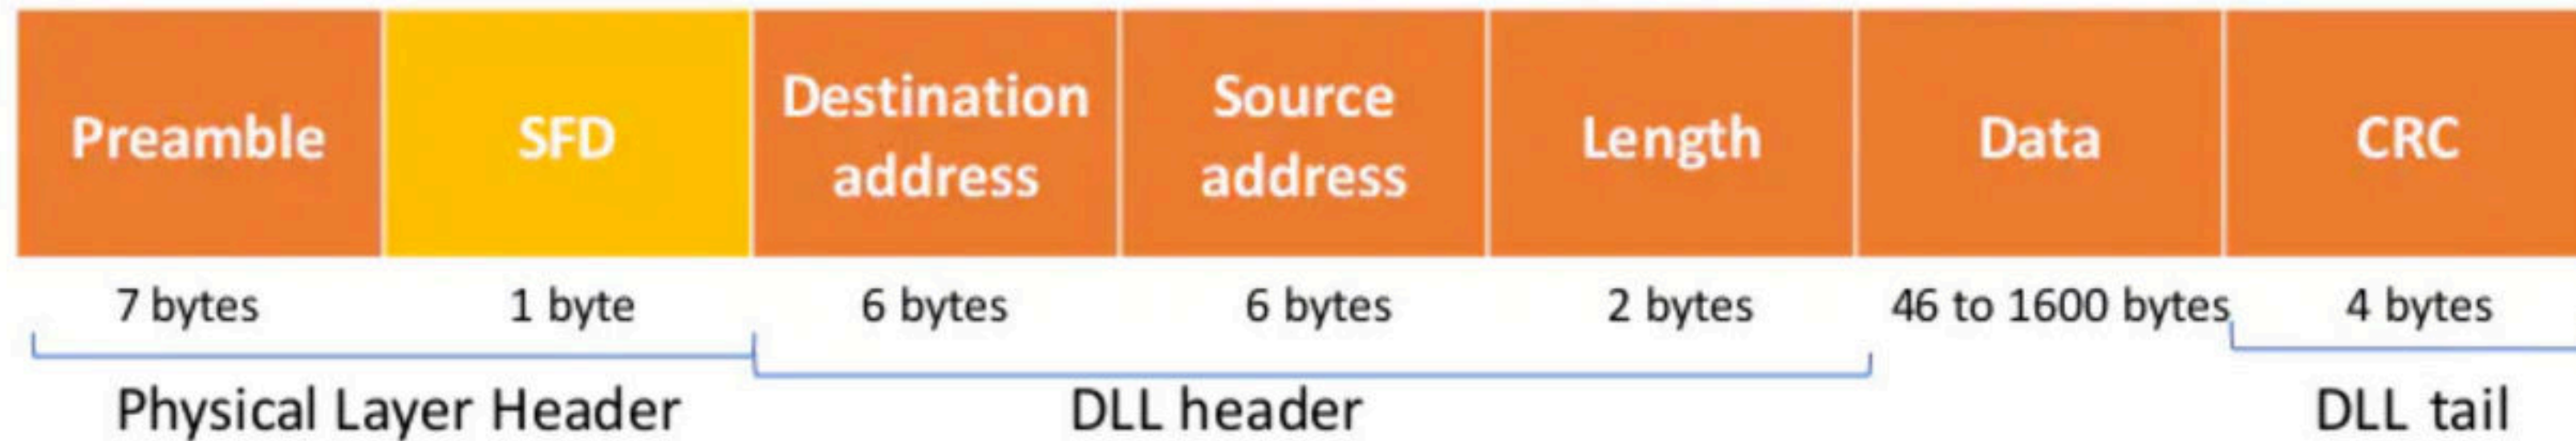 Preamble
SFD
Destination
address
Source
address
Length
Data
CRC
7 bytes
1 byte
6 bytes
6 bytes
2 bytes
46 to 1600 bytes
4 bytes
Physical Layer Header
DLL header
DLL tail